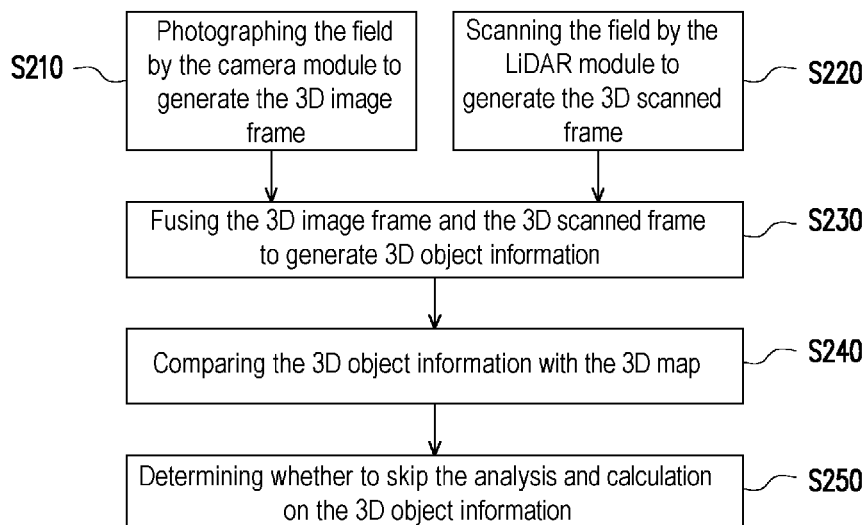 S210
Photographing the field
by the camera module to
generate the 3D image
frame
Scanning the field by the
LiDAR module to
generate the 3D scanned
frame
S220
Fusing the 3D image frame and the 3D scanned frame
to generate 3D object information
S230
Comparing the 3D object information with the 3D map
S240
Determining whether to skip the analysis and calculation
on the 3D object information
S250